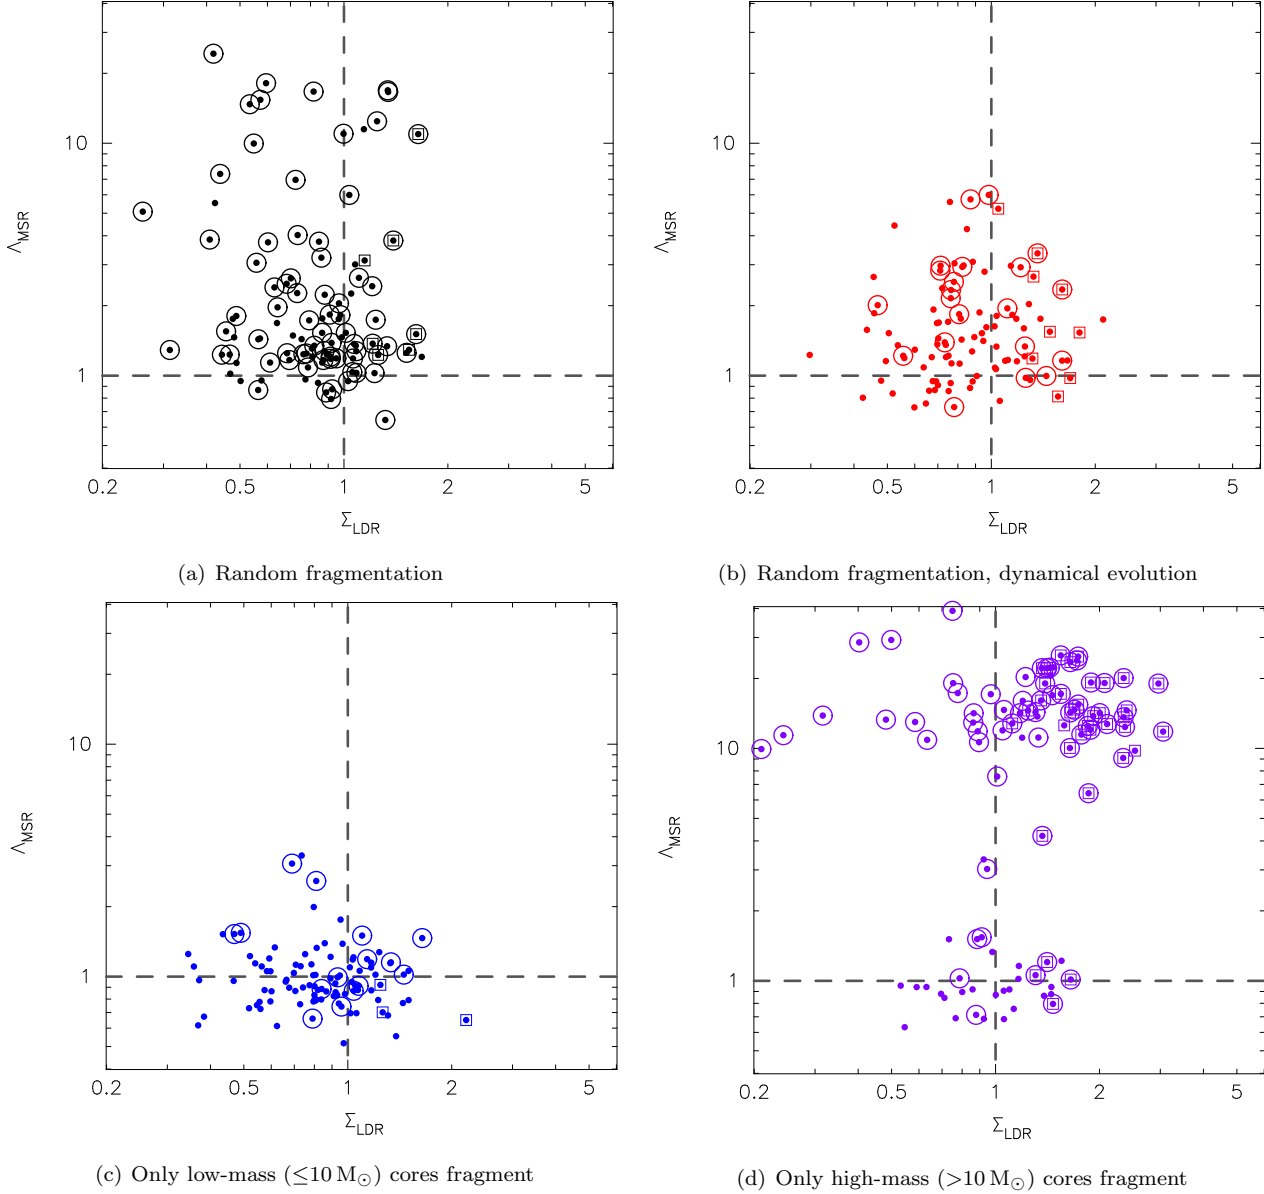 10
1
Λ_MSR
0.2 0.5 1 2 5
Σ_LDR
(a) Random fragmentation
10
1
Λ_MSR
0.2 0.5 1 2 5
Σ_LDR
(b) Random fragmentation, dynamical evolution
10
1
Λ_MSR
0.2 0.5 1 2 5
Σ_LDR
(c) Only low-mass (≤10 M⊙) cores fragment
10
1
Λ_MSR
0.2 0.5 1 2 5
Σ_LDR
(d) Only high-mass (>10 M⊙) cores fragment